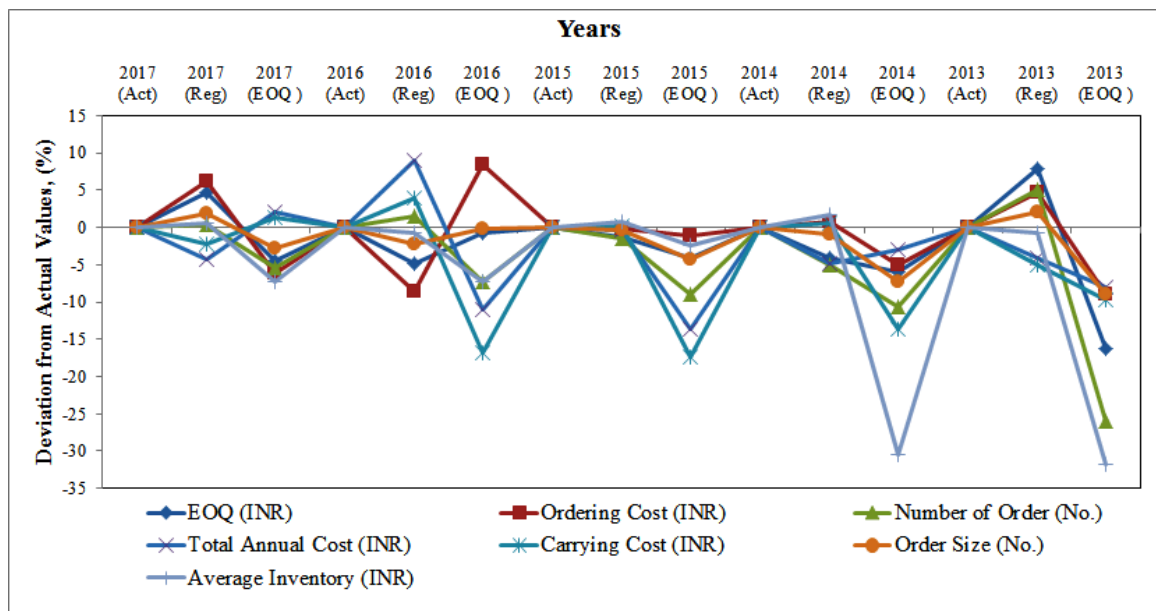 Years
2017 2017 2017 2016 2016 2016 2015 2015 2015 2014 2014 2014 2013 2013 2013
(Act) (Reg) (EOQ ) (Act) (Reg) (EOQ ) (Act) (Reg) (EOQ ) (Act) (Reg) (EOQ ) (Act) (Reg) (EOQ )
15
10
5
0
-5
-10
-15
-20
-25
-30
-35
Deviation from Actual Values, (%)
EOQ (INR) Ordering Cost (INR) Number of Order (No.)
Total Annual Cost (INR) Carrying Cost (INR) Order Size (No.)
Average Inventory (INR)